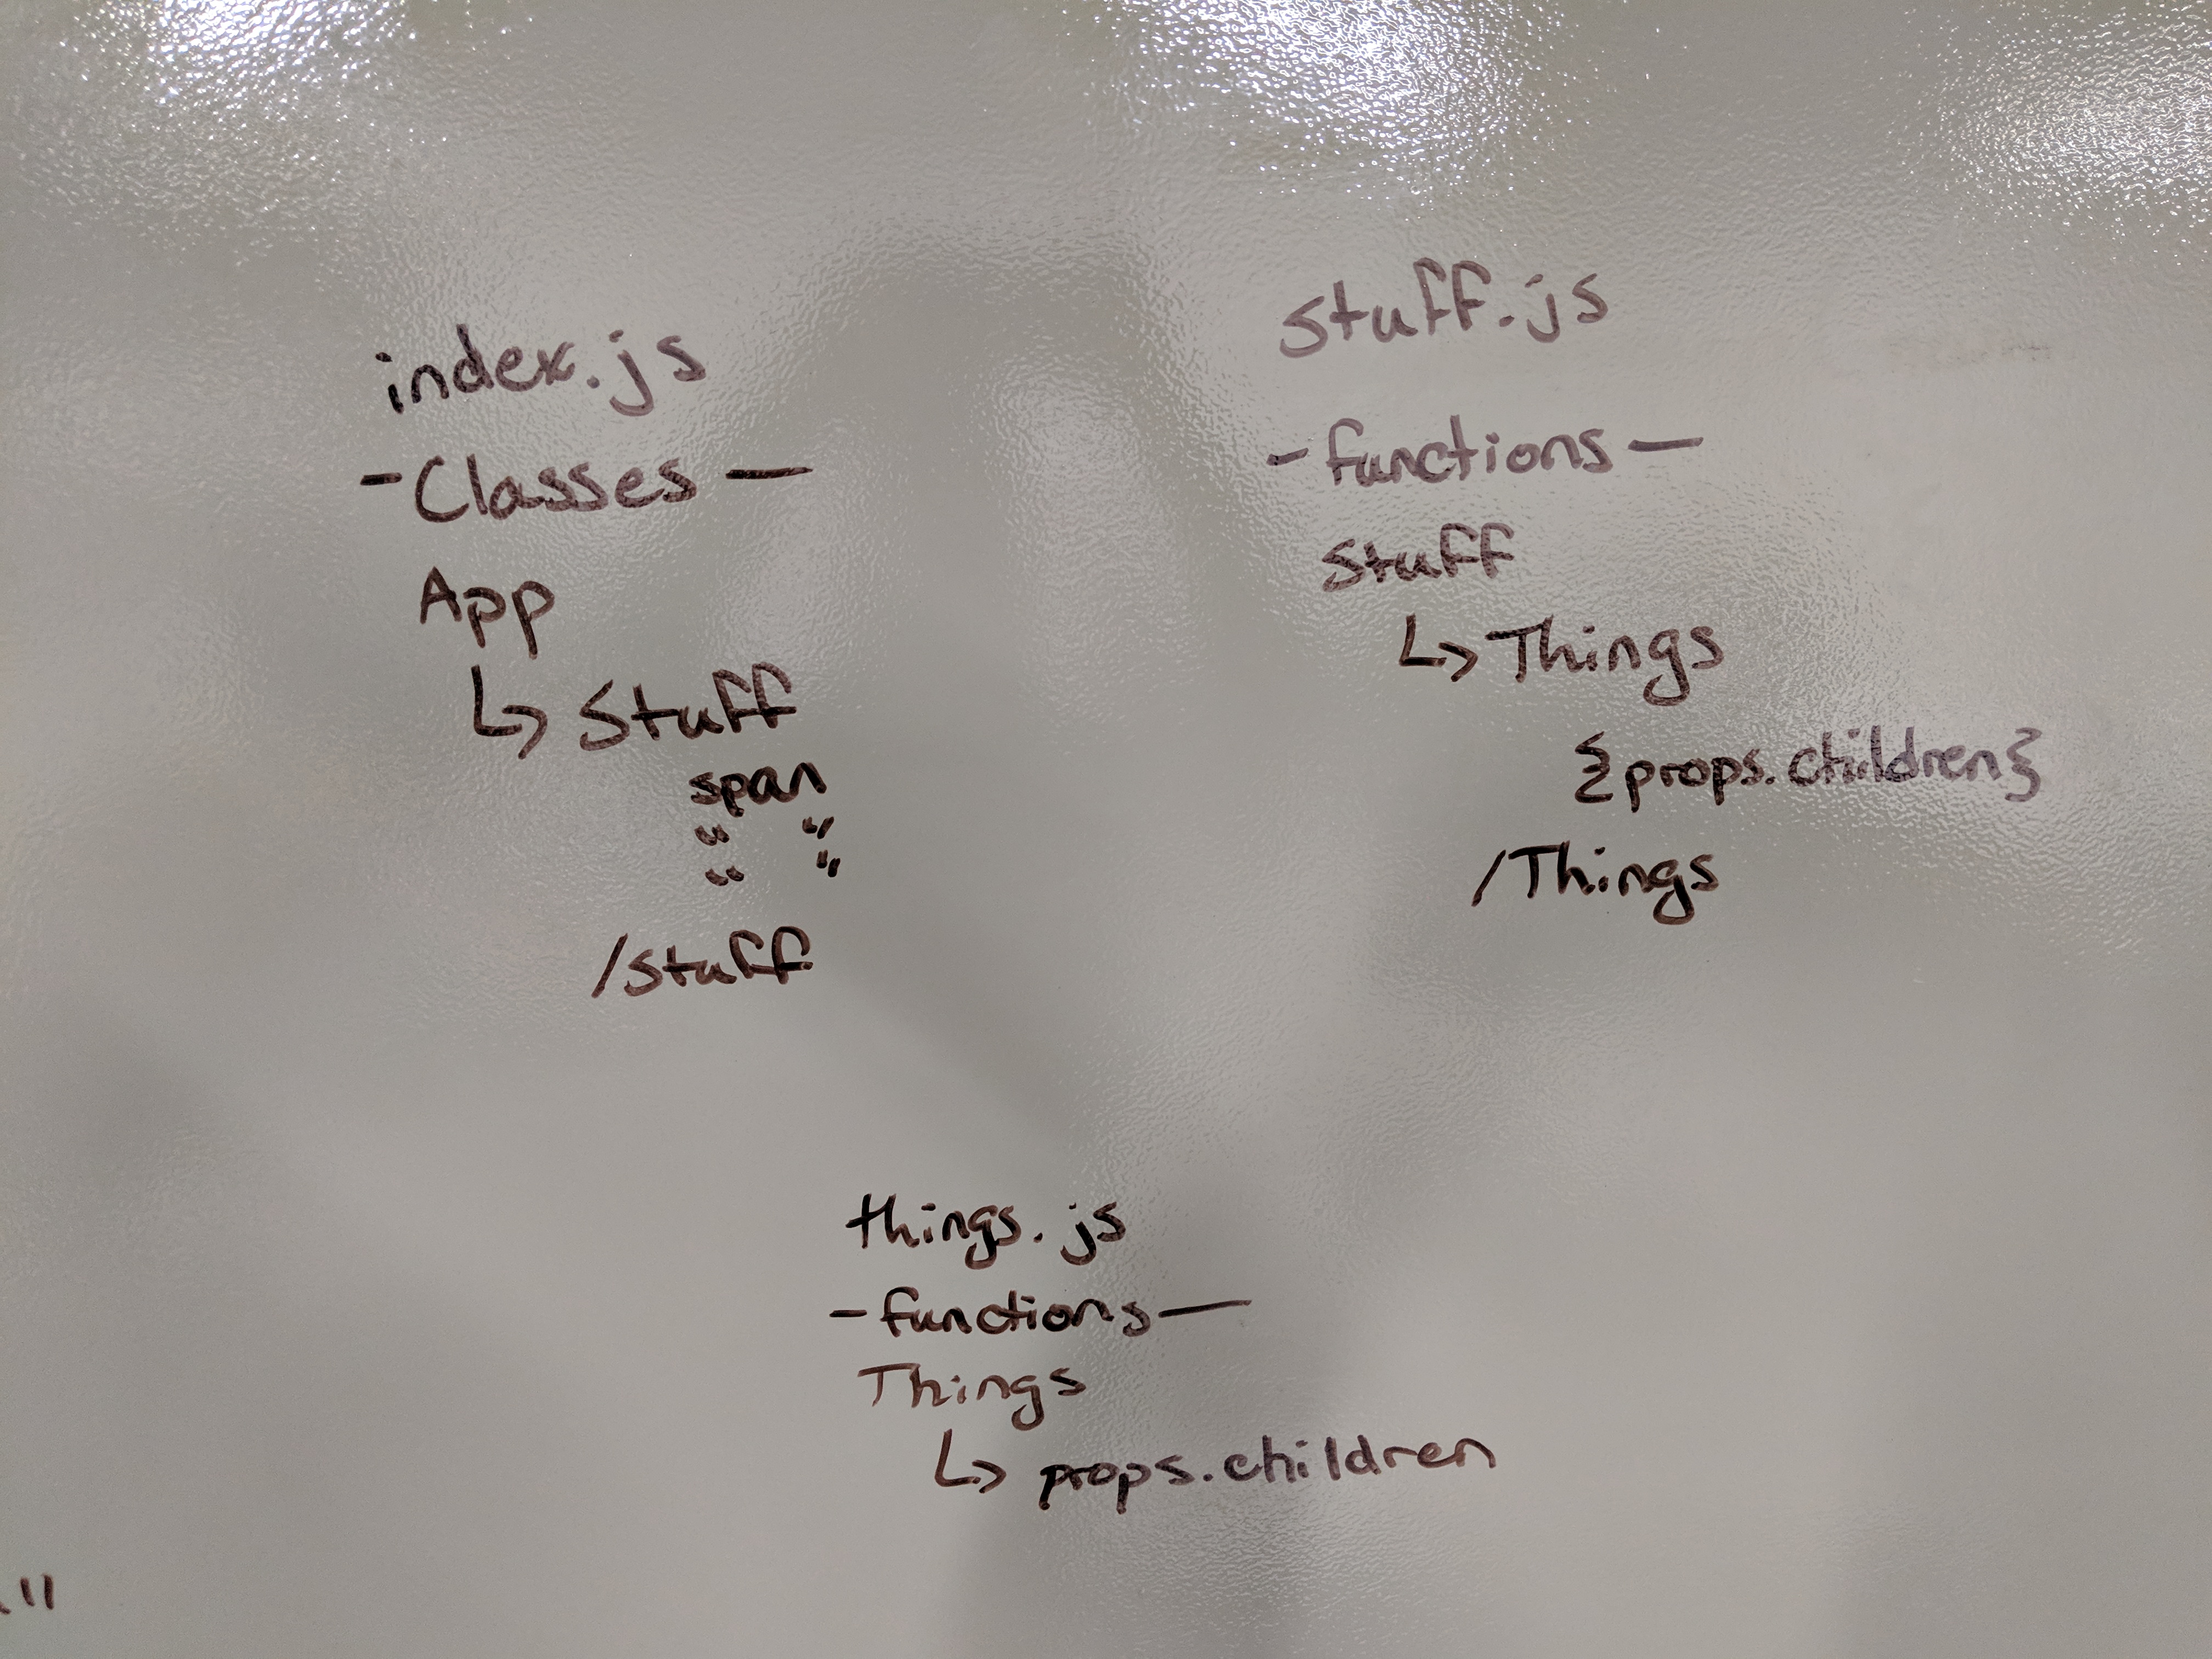 index.js
-Classes —
App
↳ Stuff
span
“ “
“ “
/Stuff
stuff.js
-functions —
Stuff
↳ Things
{props.children}
/Things
things.js
-functions—
Things
↳ props.children